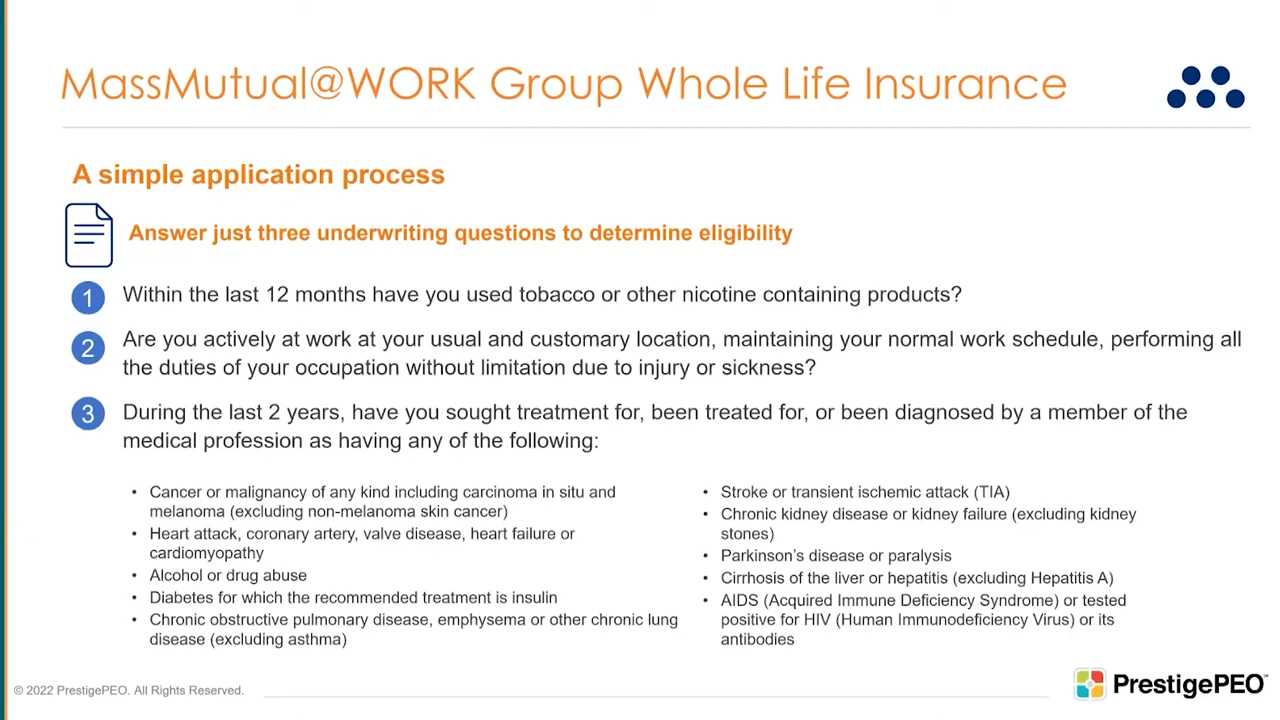 MassMutual@WORK Group Whole Life Insurance
A simple application process
Answer just three underwriting questions to determine eligibility
1 Within the last 12 months have you used tobacco or other nicotine containing products?
2 Are you actively at work at your usual and customary location, maintaining your normal work schedule, performing all
the duties of your occupation without limitation due to injury or sickness?
3 During the last 2 years, have you sought treatment for, been treated for, or been diagnosed by a member of the
medical profession as having any of the following:
• Cancer or malignancy of any kind including carcinoma in situ and
melanoma (excluding non-melanoma skin cancer)
• Heart attack, coronary artery, valve disease, heart failure or
cardiomyopathy
• Alcohol or drug abuse
• Diabetes for which the recommended treatment is insulin
• Chronic obstructive pulmonary disease, emphysema or other chronic lung
disease (excluding asthma)
• Stroke or transient ischemic attack (TIA)
• Chronic kidney disease or kidney failure (excluding kidney
stones)
• Parkinson’s disease or paralysis
• Cirrhosis of the liver or hepatitis (excluding Hepatitis A)
• AIDS (Acquired Immune Deficiency Syndrome) or tested
positive for HIV (Human Immunodeficiency Virus) or its
antibodies
© 2022 PrestigePEO. All Rights Reserved.
PrestigePEO™